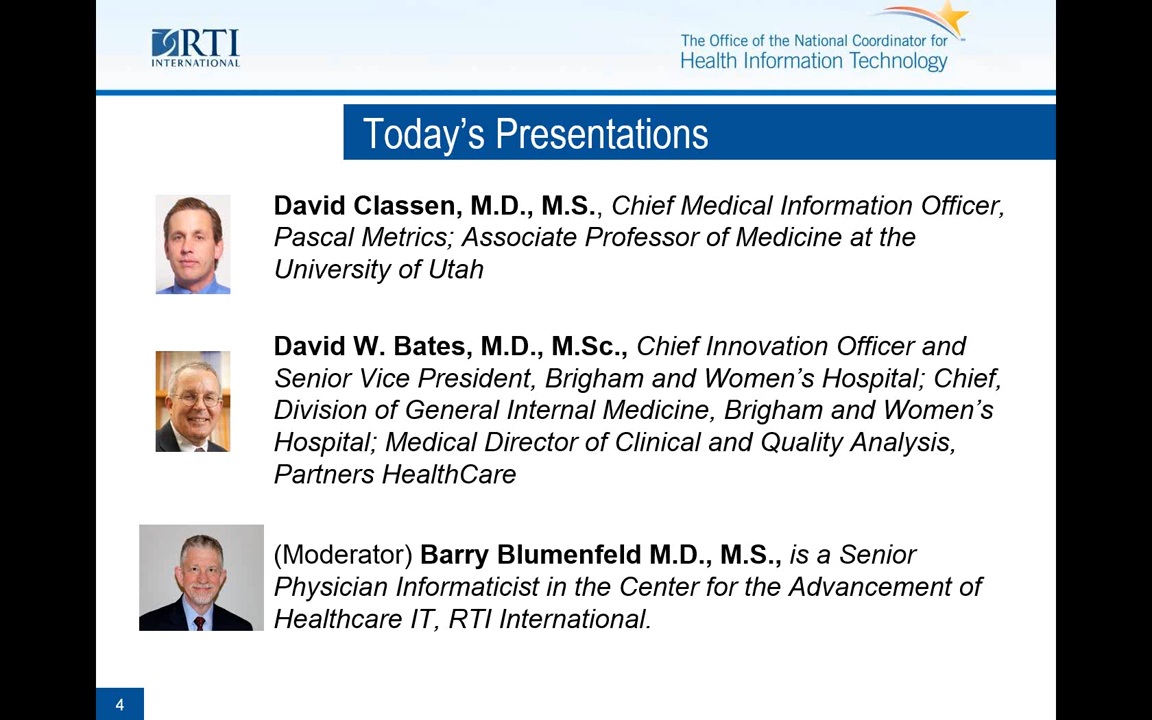 RTI
INTERNATIONAL
The Office of the National Coordinator for
Health Information Technology
Today's Presentations
David Classen, M.D., M.S., Chief Medical Information Officer,
Pascal Metrics; Associate Professor of Medicine at the
University of Utah
David W. Bates, M.D., M.Sc., Chief Innovation Officer and
Senior Vice President, Brigham and Women's Hospital; Chief,
Division of General Internal Medicine, Brigham and Women's
Hospital; Medical Director of Clinical and Quality Analysis,
Partners HealthCare
(Moderator) Barry Blumenfeld M.D., M.S., is a Senior
Physician Informaticist in the Center for the Advancement of
Healthcare IT, RTI International.
4